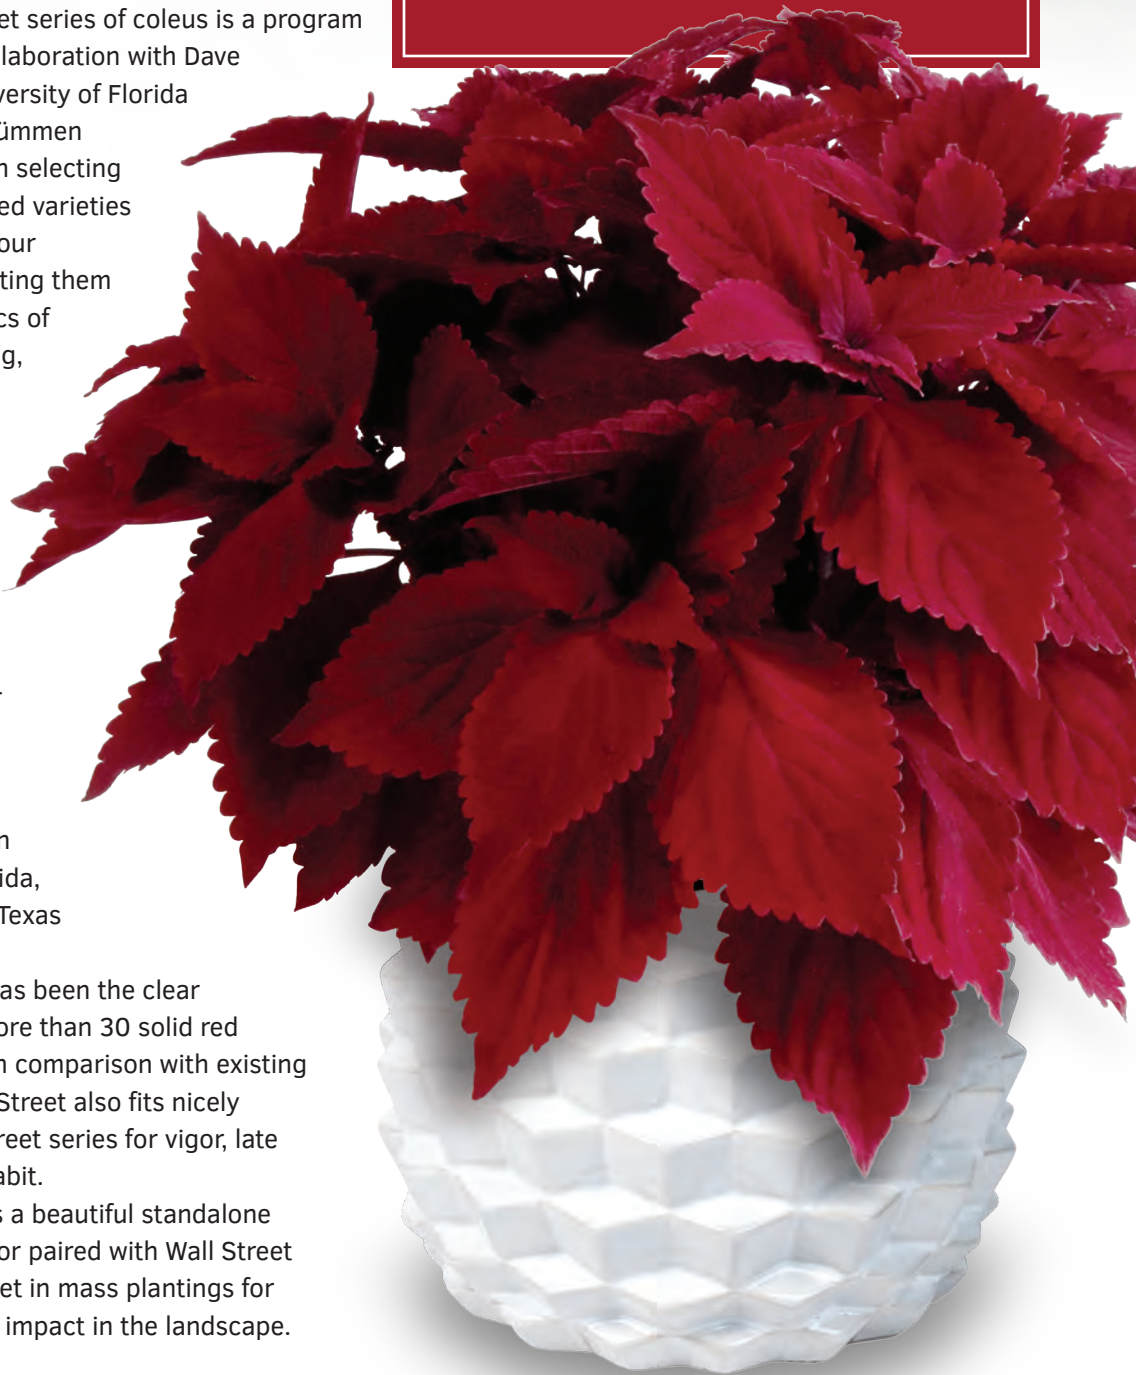 et series of coleus is a program
laboration with Dave
versity of Florida
ümmen
n selecting
ed varieties
our
ting them
cs of
g,
n
ida,
Texas
as been the clear
ore than 30 solid red
n comparison with existing
Street also fits nicely
reet series for vigor, late
abit.
s a beautiful standalone
or paired with Wall Street
et in mass plantings for
impact in the landscape.